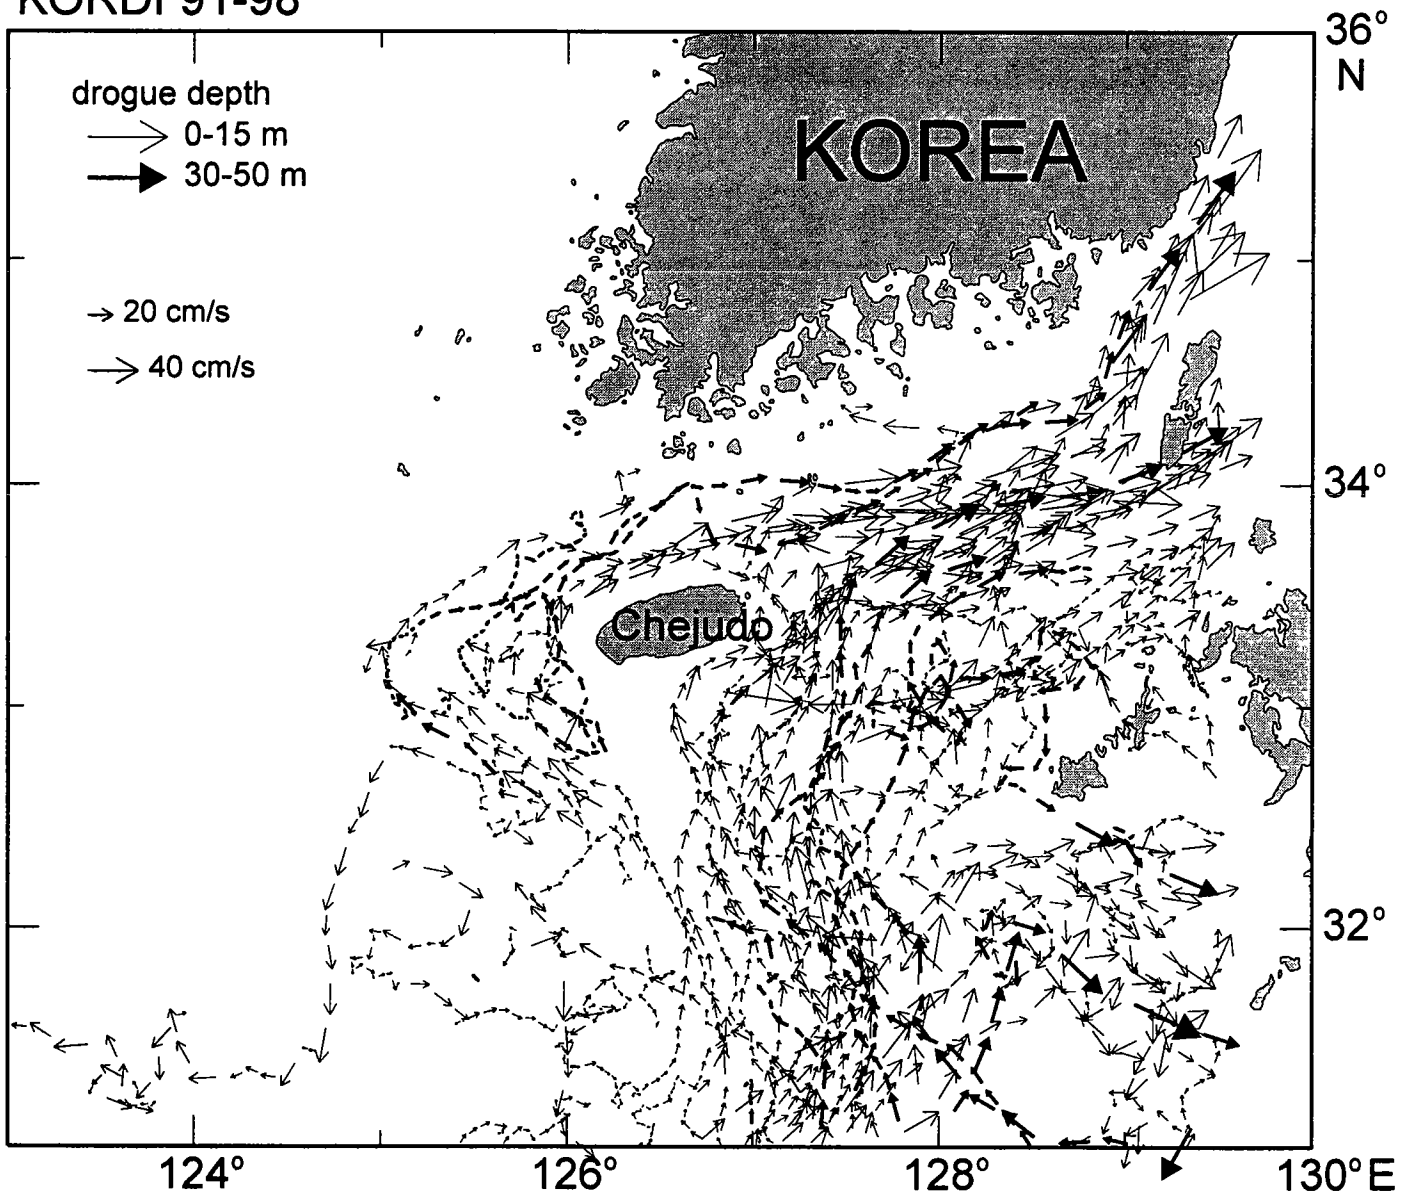 KORDI 91-98
36°
N
drogue depth
0-15 m
30-50 m
KOREA
20 cm/s
40 cm/s
34°
Chejudo
32°
124°
126°
128°
130°E